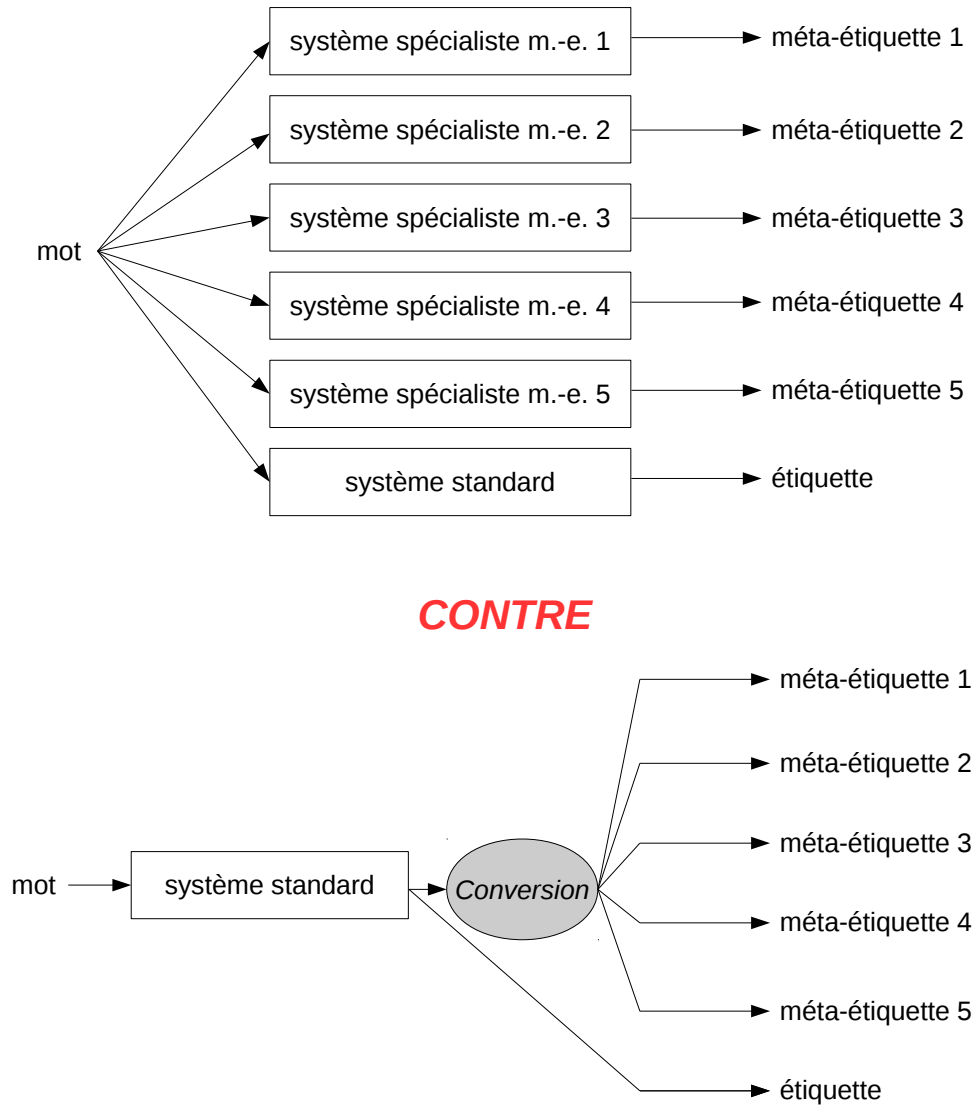 système spécialiste m.-e. 1
méta-étiquette 1
système spécialiste m.-e. 2
méta-étiquette 2
système spécialiste m.-e. 3
méta-étiquette 3
mot
système spécialiste m.-e. 4
méta-étiquette 4
système spécialiste m.-e. 5
méta-étiquette 5
système standard
étiquette
CONTRE
méta-étiquette 1
méta-étiquette 2
méta-étiquette 3
mot
système standard
Conversion
méta-étiquette 4
méta-étiquette 5
étiquette